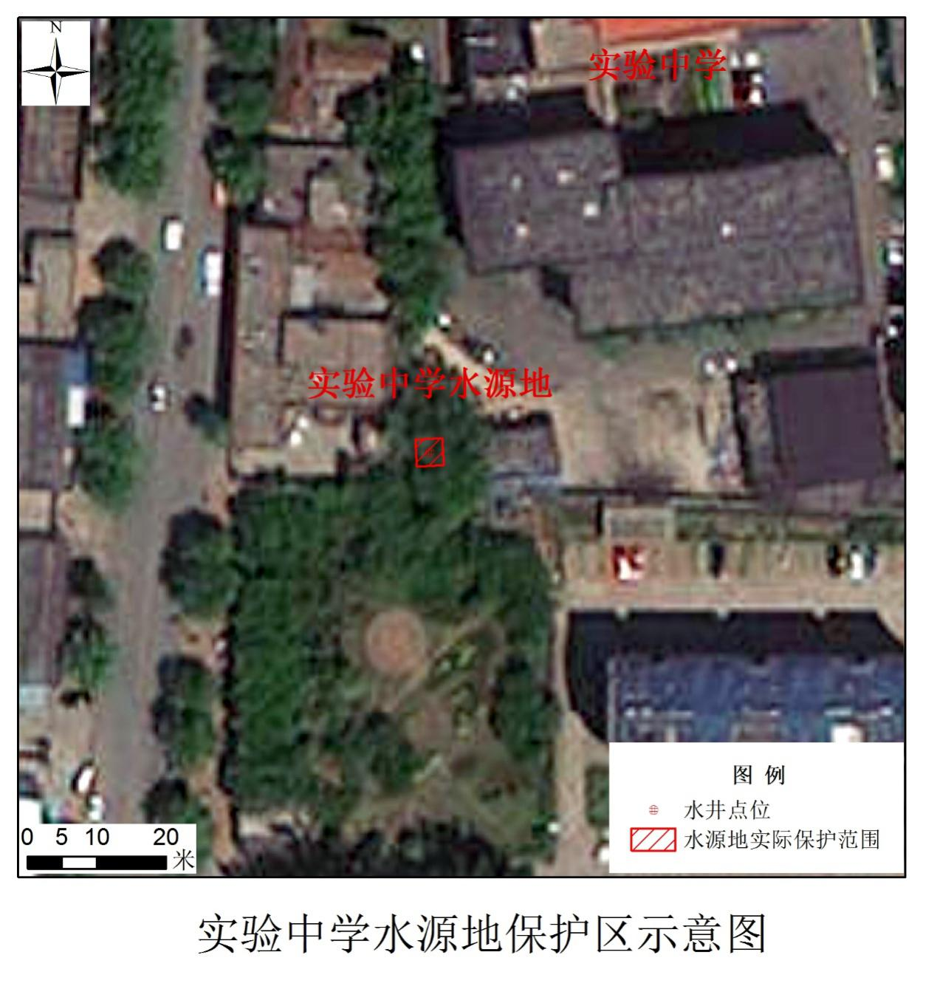 N
实验中学
实验中学水源地
图 例
水井点位
水源地实际保护范围
0 5 10 20
米
实验中学水源地保护区示意图